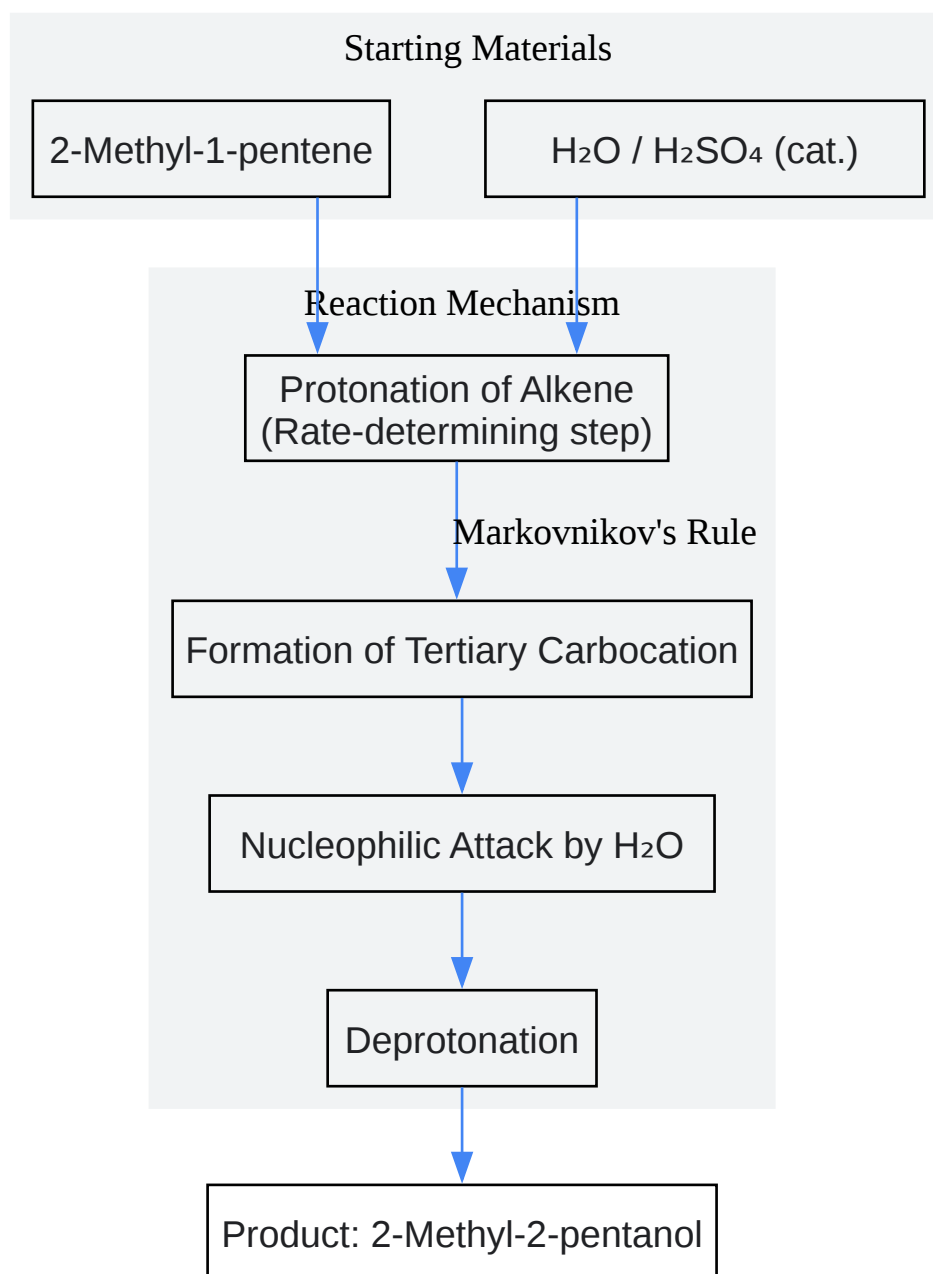 Starting Materials
2-Methyl-1-pentene
H₂O / H₂SO₄ (cat.)
Reaction Mechanism
Protonation of Alkene
(Rate-determining step)
Markovnikov's Rule
Formation of Tertiary Carbocation
Nucleophilic Attack by H₂O
Deprotonation
Product: 2-Methyl-2-pentanol